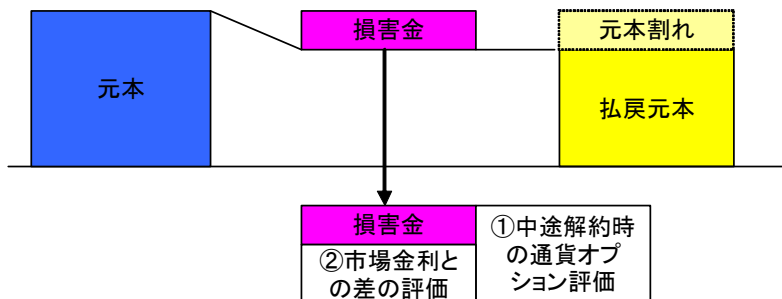 元本
損害金
元本割れ
払戻元本
損害金
②市場金利と
の差の評価
①中途解約時
の通貨オプ
ション評価